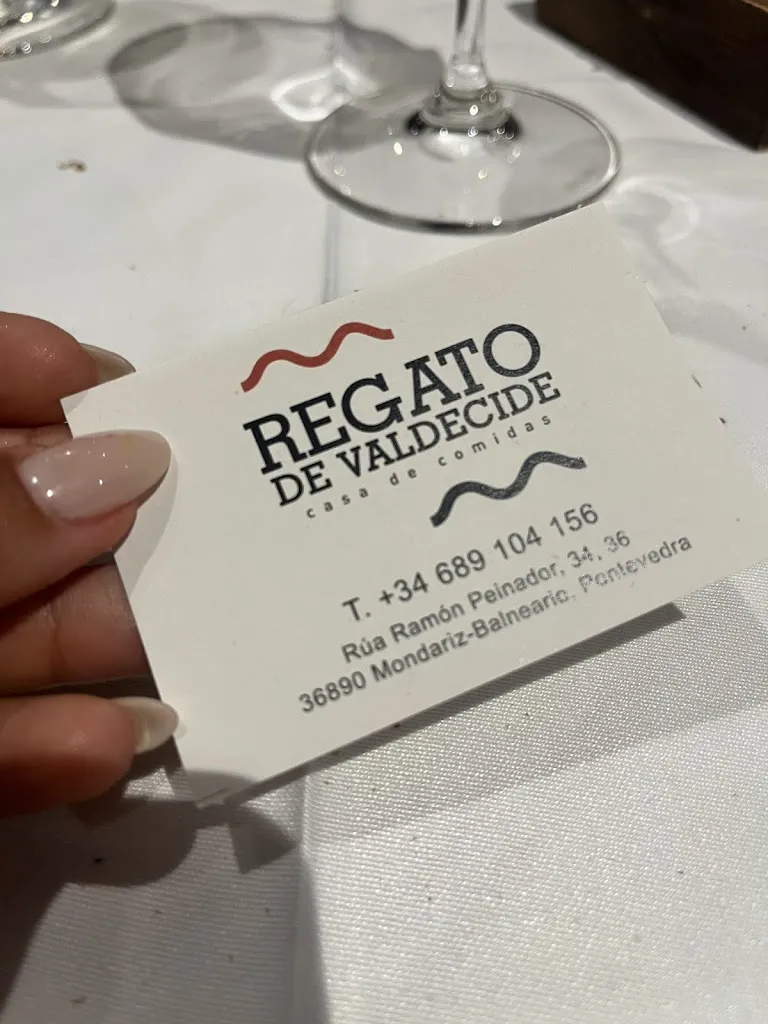 REGATO
DE VALDECIDE
casa de comidas
T. +34 689 104 156
Rúa Ramón Peinador, 34, 36
36890 Mondariz-Balneario, Pontevedra